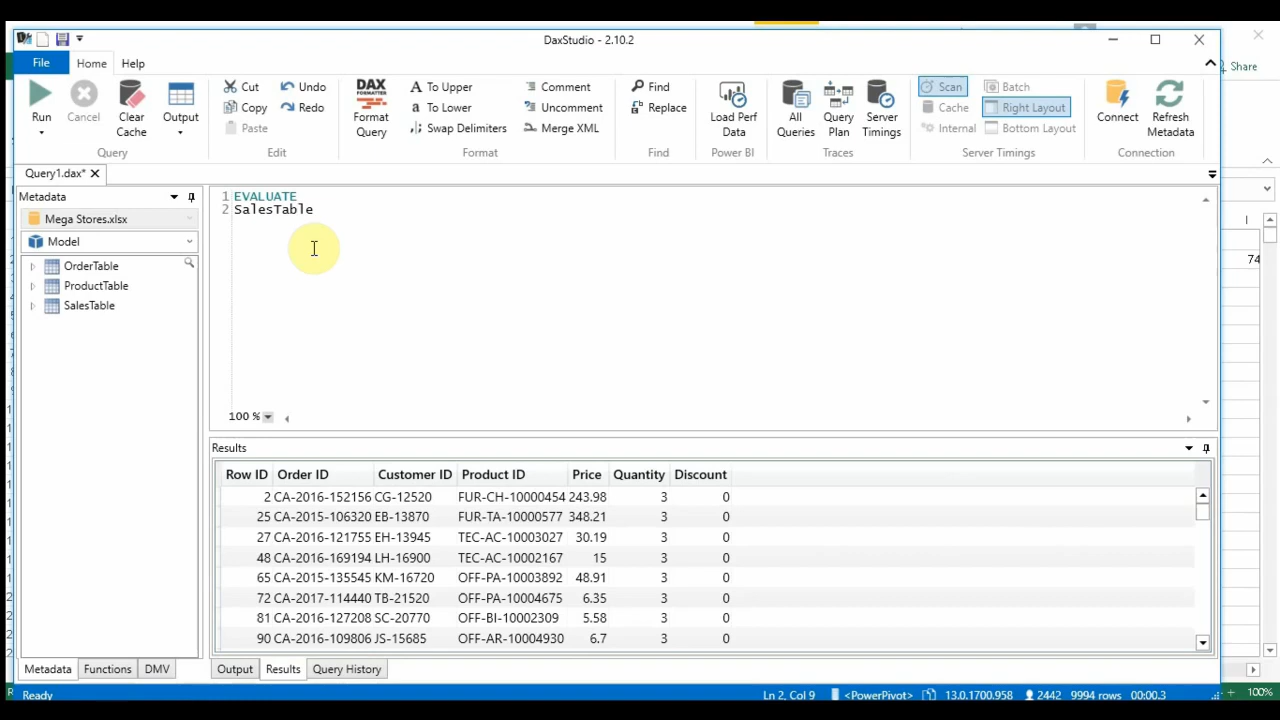 DaxStudio - 2.10.2
File Home Help
Share
Run Cancel Clear Cache Output
Cut Copy Paste Undo Redo
DAX FORMATTER Format Query
To Upper To Lower Swap Delimiters
Comment Uncomment Merge XML
Find Replace
Load Perf Data
All Queries Query Plan Server Timings
Scan Cache Internal Batch Right Layout Bottom Layout
Connect Refresh Metadata
Query Edit Format Find Power BI Traces Server Timings Connection
Query1.dax*
Metadata
Mega Stores.xlsx
Model
OrderTable
ProductTable
SalesTable
1 EVALUATE
2 SalesTable
I
74
100 %
Results
Row ID Order ID Customer ID Product ID Price Quantity Discount
2 CA-2016-152156 CG-12520 FUR-CH-10000454 243.98 3 0
25 CA-2015-106320 EB-13870 FUR-TA-10000577 348.21 3 0
27 CA-2016-121755 EH-13945 TEC-AC-10003027 30.19 3 0
48 CA-2016-169194 LH-16900 TEC-AC-10002167 15 3 0
65 CA-2015-135545 KM-16720 OFF-PA-10003892 48.91 3 0
72 CA-2017-114440 TB-21520 OFF-PA-10004675 6.35 3 0
81 CA-2016-127208 SC-20770 OFF-BI-10002309 5.58 3 0
90 CA-2016-109806 JS-15685 OFF-AR-10004930 6.7 3 0
Metadata Functions DMV Output Results Query History
Ready Ln 2, Col 9 <PowerPivot> 13.0.1700.958 2442 9994 rows 00:00.3
100%